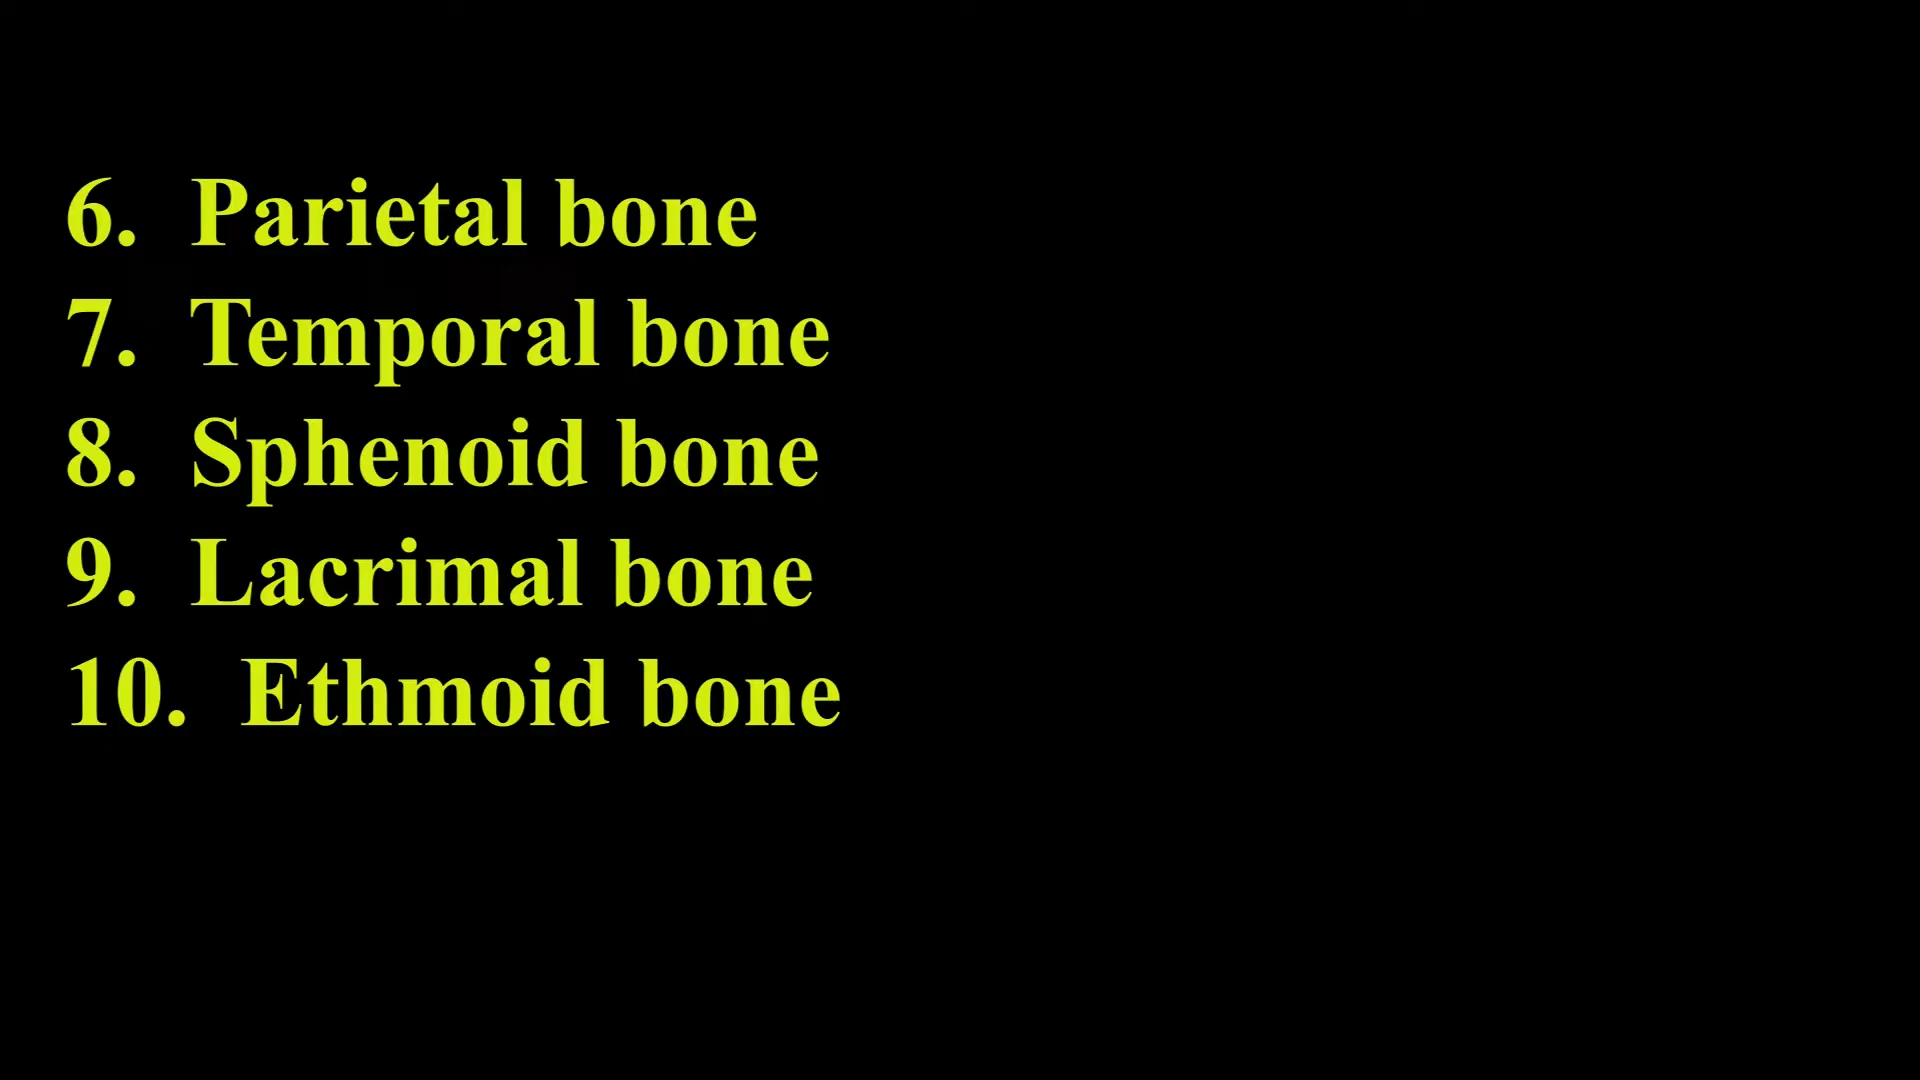 6. Parietal bone
7. Temporal bone
8. Sphenoid bone
9. Lacrimal bone
10. Ethmoid bone